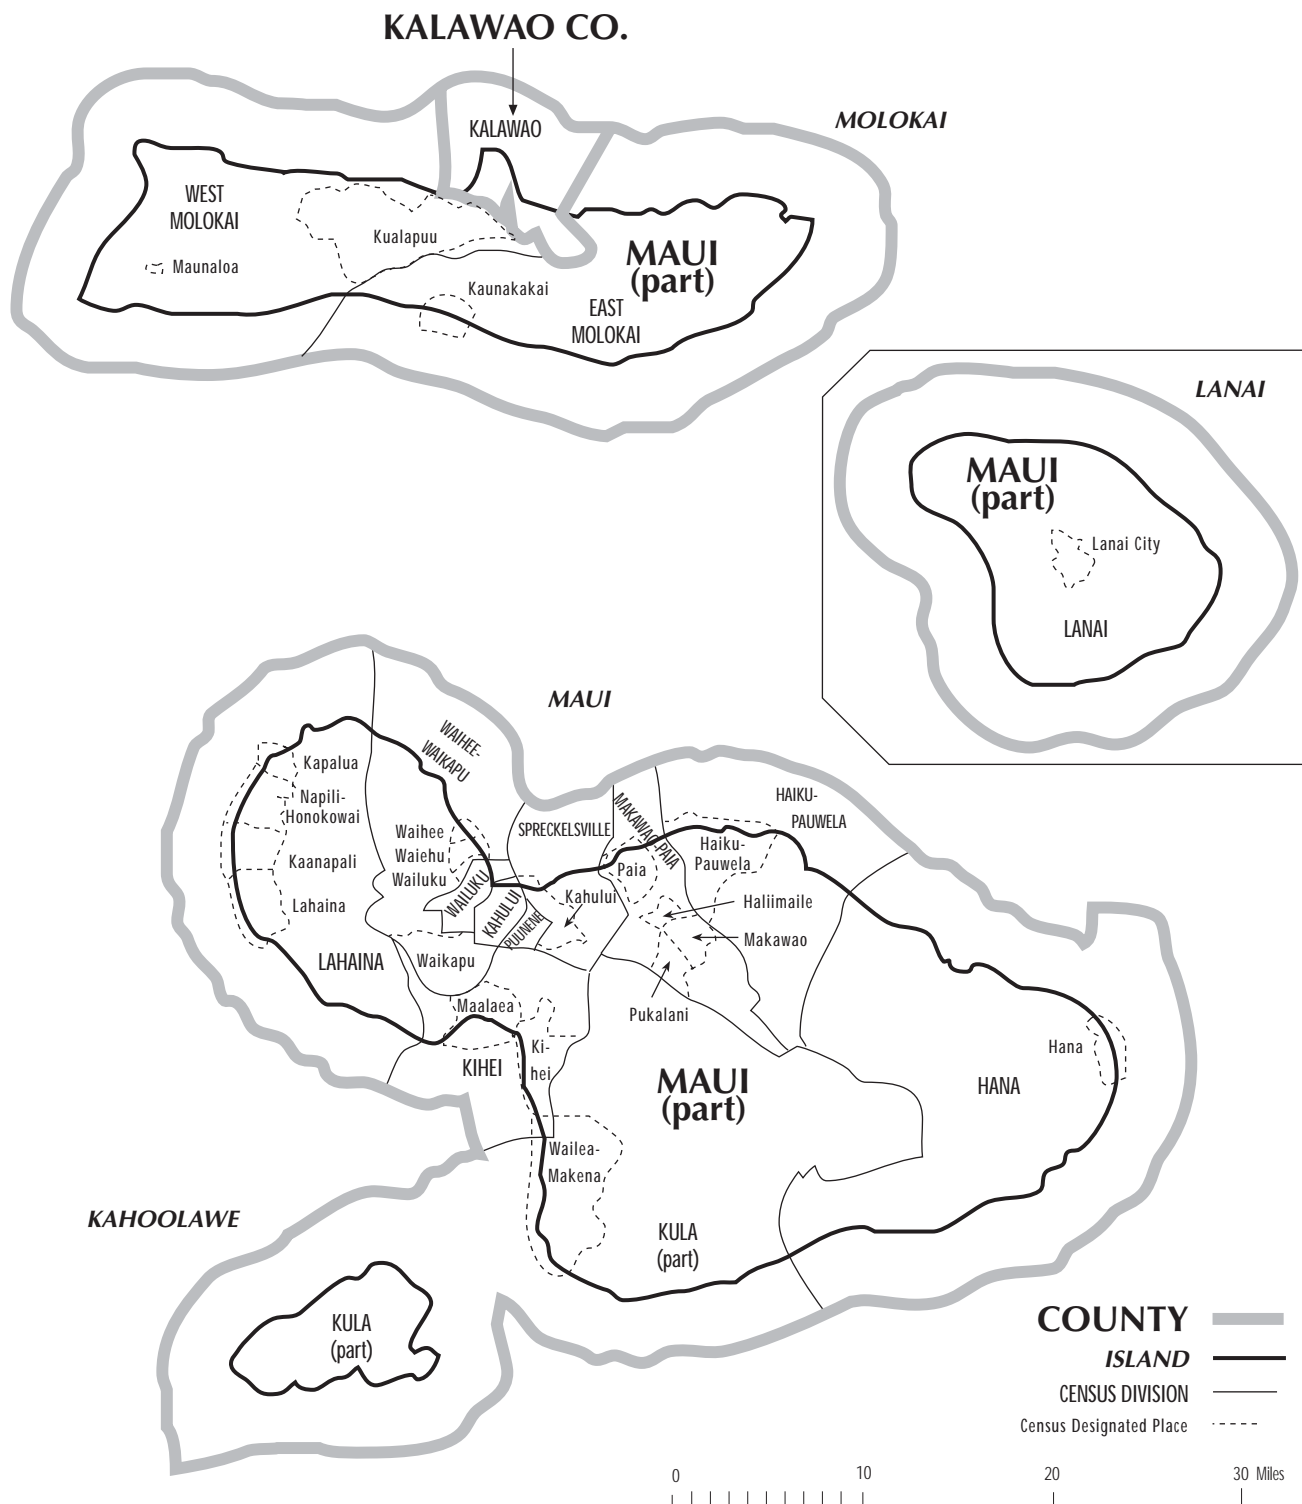 KALAWAO CO.
KALAWAO
MOLOKAI
WEST
MOLOKAI
Kualapuu
Maunaloa
MAUI
(part)
Kaunakakai
EAST
MOLOKAI
LANAI
MAUI
(part)
Lanai City
LANAI
MAUI
WAIHEE-
WAIKAPU
Kapalua
Napili-
Honokowai
Kaanapali
Lahaina
LAHAINA
Waihee
Waiehu
Wailuku
WAILUKU
KAHULUI
PUUNENE
SPRECKELSVILLE
MAKAWAO-PAIA
HAIKU-
PAUWELA
Haiku-
Pauwela
Paia
Kahului
Haliimaile
Makawao
Pukalani
Waikapu
Maalaea
KIHEI
Ki-
hei
MAUI
(part)
Hana
HANA
Wailea-
Makena
KULA
(part)
KAHOOLAWE
KULA
(part)
COUNTY
ISLAND
CENSUS DIVISION
Census Designated Place
0 10 20 30 Miles